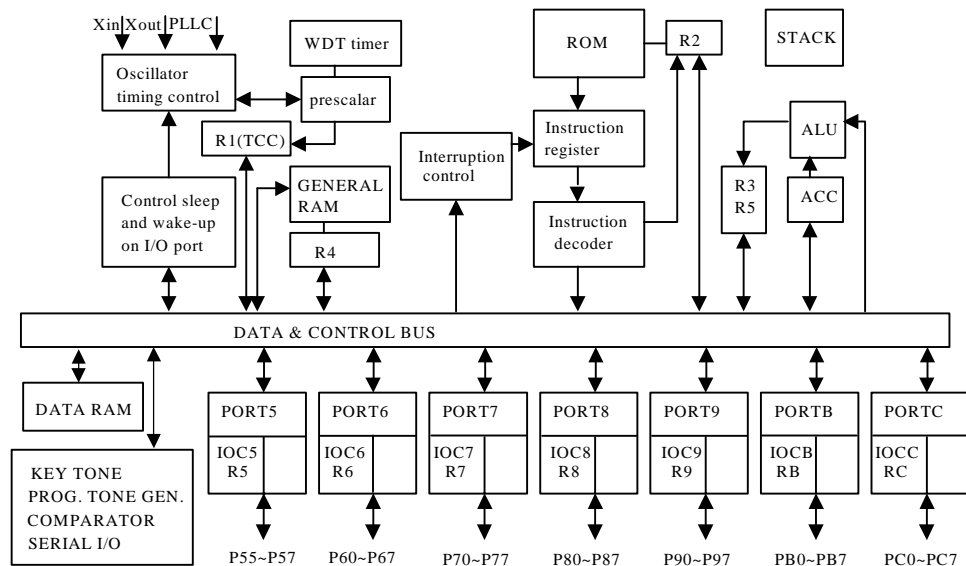 Xin Xout PLLC
WDT timer
ROM
R2
STACK
Oscillator
timing control
prescalar
R1(TCC)
Interruption
control
Instruction
register
ALU
GENERAL
RAM
R3
R5
ACC
Control sleep
and wake-up
on I/O port
R4
Instruction
decoder
DATA & CONTROL BUS
DATA RAM
PORT5
PORT6
PORT7
PORT8
PORT9
PORTB
PORTC
IOC5
R5
IOC6
R6
IOC7
R7
IOC8
R8
IOC9
R9
IOCB
RB
IOCC
RC
KEY TONE
PROG. TONE GEN.
COMPARATOR
SERIAL I/O
P55~P57
P60~P67
P70~P77
P80~P87
P90~P97
PB0~PB7
PC0~PC7